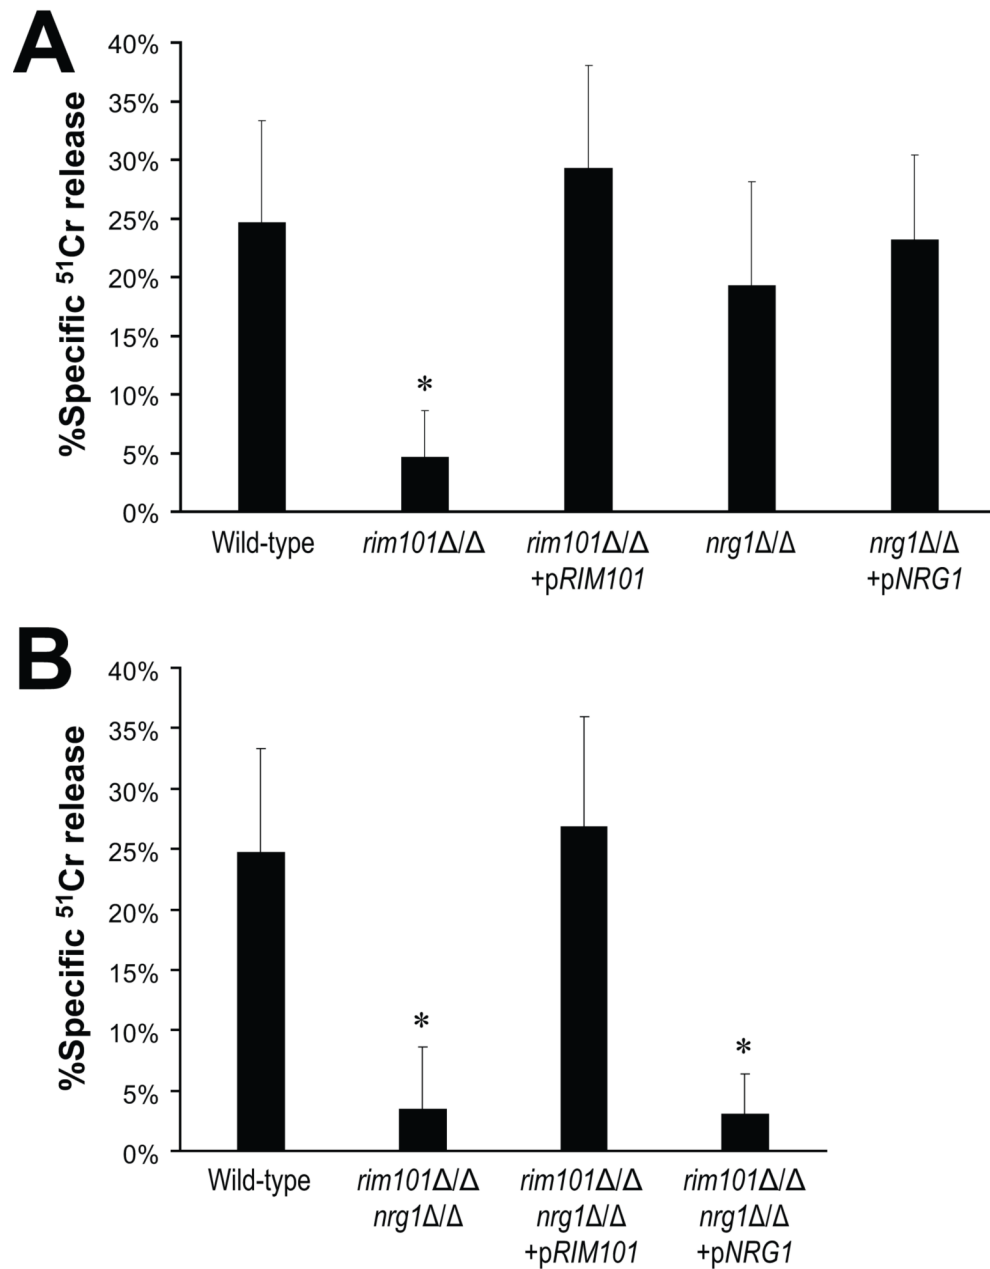 A
%Specific ⁵¹Cr release
40%
35%
30%
25%
20%
15%
10%
5%
0%
*
Wild-type
rim101Δ/Δ
rim101Δ/Δ
+pRIM101
nrg1Δ/Δ
nrg1Δ/Δ
+pNRG1
B
%Specific ⁵¹Cr release
40%
35%
30%
25%
20%
15%
10%
5%
0%
*
*
Wild-type
rim101Δ/Δ
nrg1Δ/Δ
rim101Δ/Δ
nrg1Δ/Δ
+pRIM101
rim101Δ/Δ
nrg1Δ/Δ
+pNRG1